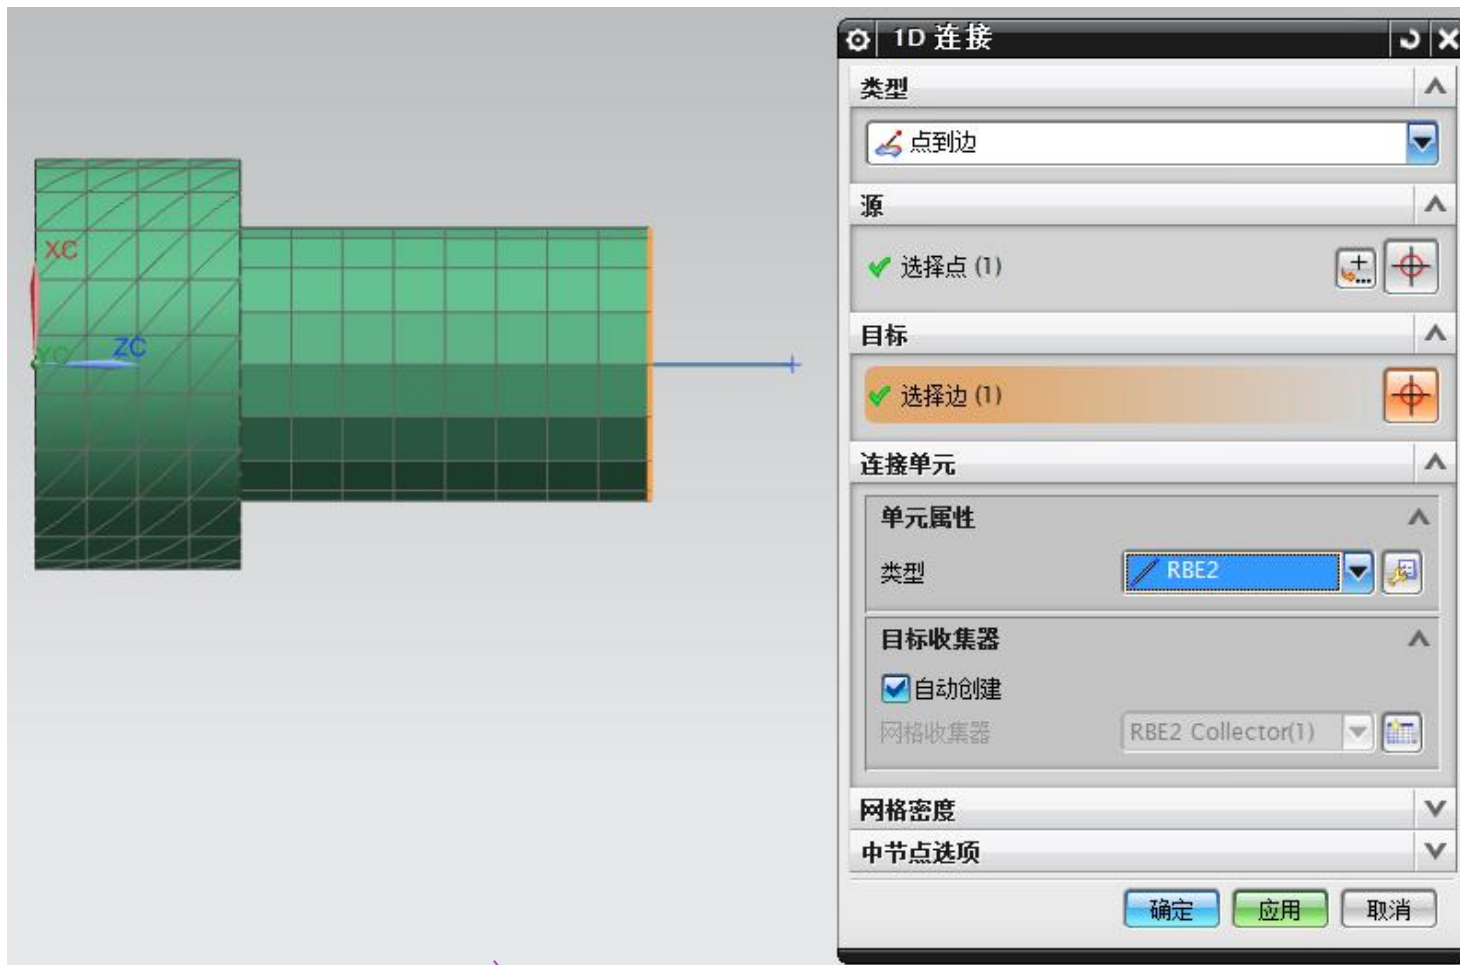 1D 连接
类型
点到边
源
选择点 (1)
目标
选择边 (1)
连接单元
单元属性
类型
RBE2
目标收集器
自动创建
网格收集器
RBE2 Collector(1)
网格密度
中节点选项
确定
应用
取消
XC
YC
ZC